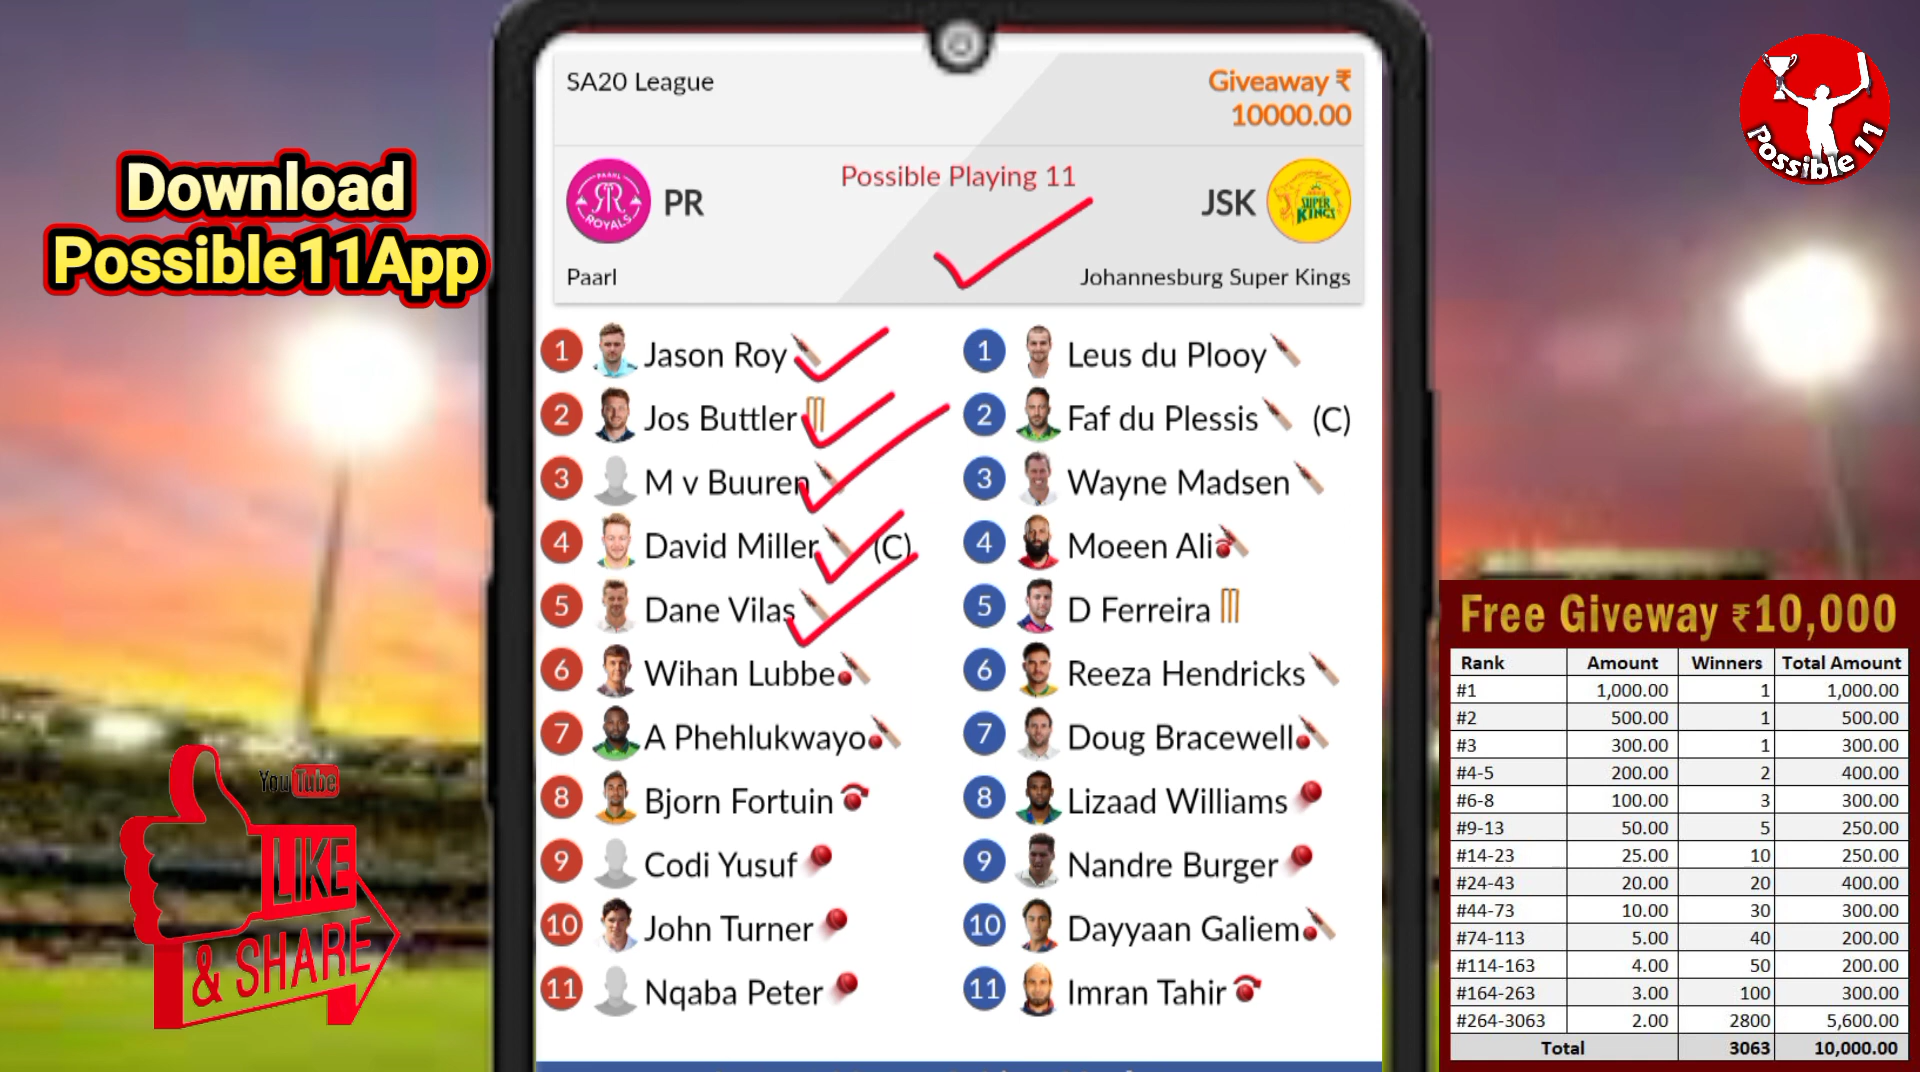 Download
Possible11App
SA20 League
Giveaway ₹
10000.00
PAARL
ROYALS
PR
Possible Playing 11
JSK
SUPER
KINGS
Paarl
Johannesburg Super Kings
1 Jason Roy
2 Jos Buttler
3 M v Buuren
4 David Miller (C)
5 Dane Vilas
6 Wihan Lubbe
7 A Phehlukwayo
8 Bjorn Fortuin
9 Codi Yusuf
10 John Turner
11 Nqaba Peter
1 Leus du Plooy
2 Faf du Plessis (C)
3 Wayne Madsen
4 Moeen Ali
5 D Ferreira
6 Reeza Hendricks
7 Doug Bracewell
8 Lizaad Williams
9 Nandre Burger
10 Dayyaan Galiem
11 Imran Tahir
Possible 11
YouTube
LIKE
& SHARE
Free Giveway ₹10,000
Rank Amount Winners Total Amount
#1 1,000.00 1 1,000.00
#2 500.00 1 500.00
#3 300.00 1 300.00
#4-5 200.00 2 400.00
#6-8 100.00 3 300.00
#9-13 50.00 5 250.00
#14-23 25.00 10 250.00
#24-43 20.00 20 400.00
#44-73 10.00 30 300.00
#74-113 5.00 40 200.00
#114-163 4.00 50 200.00
#164-263 3.00 100 300.00
#264-3063 2.00 2800 5,600.00
Total 3063 10,000.00